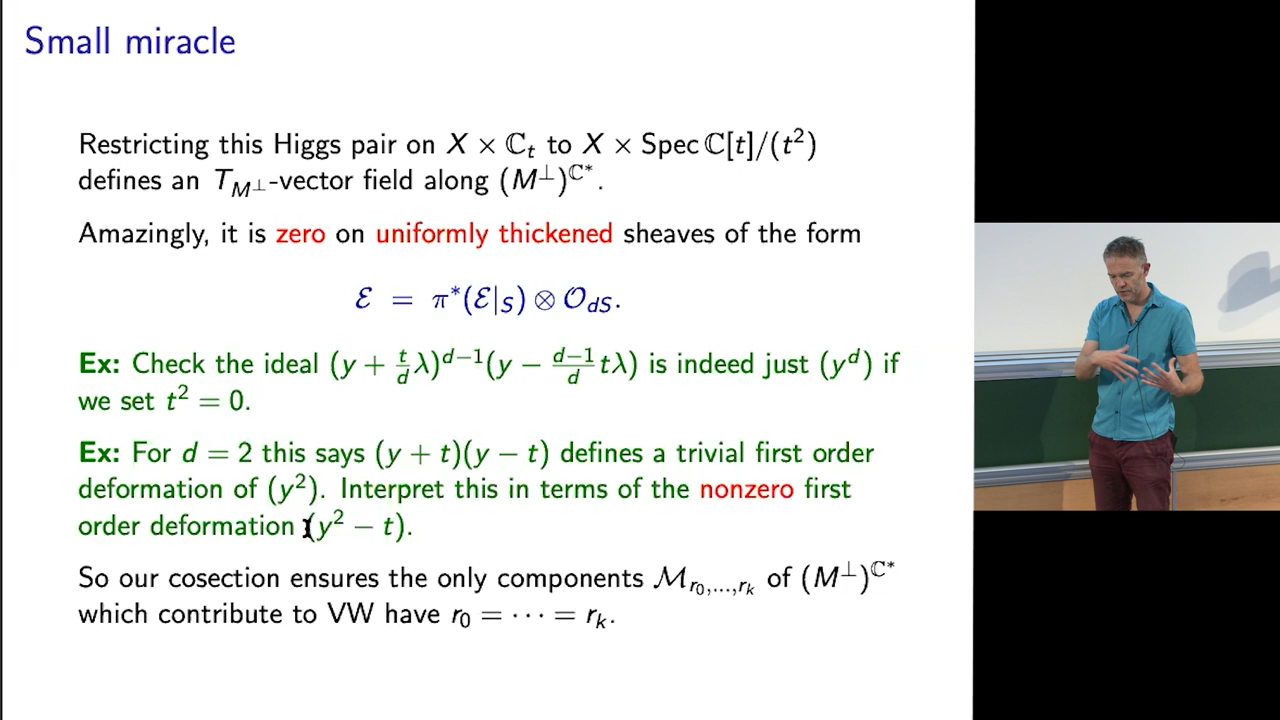 Small miracle
Restricting this Higgs pair on X × ℂ_t to X × Spec ℂ[t]/(t²)
defines an T_{M^⊥}-vector field along (M^⊥)^{ℂ*}.
Amazingly, it is zero on uniformly thickened sheaves of the form
ℰ = π*(ℰ|_S) ⊗ 𝒪_{dS}.
Ex: Check the ideal (y + \frac{t}{d}λ)^{d−1}(y − \frac{d−1}{d}tλ) is indeed just (y^d) if
we set t² = 0.
Ex: For d = 2 this says (y + t)(y − t) defines a trivial first order
deformation of (y²). Interpret this in terms of the nonzero first
order deformation (y² − t).
So our cosection ensures the only components ℳ_{r₀,…,r_k} of (M^⊥)^{ℂ*}
which contribute to VW have r₀ = ⋯ = r_k.